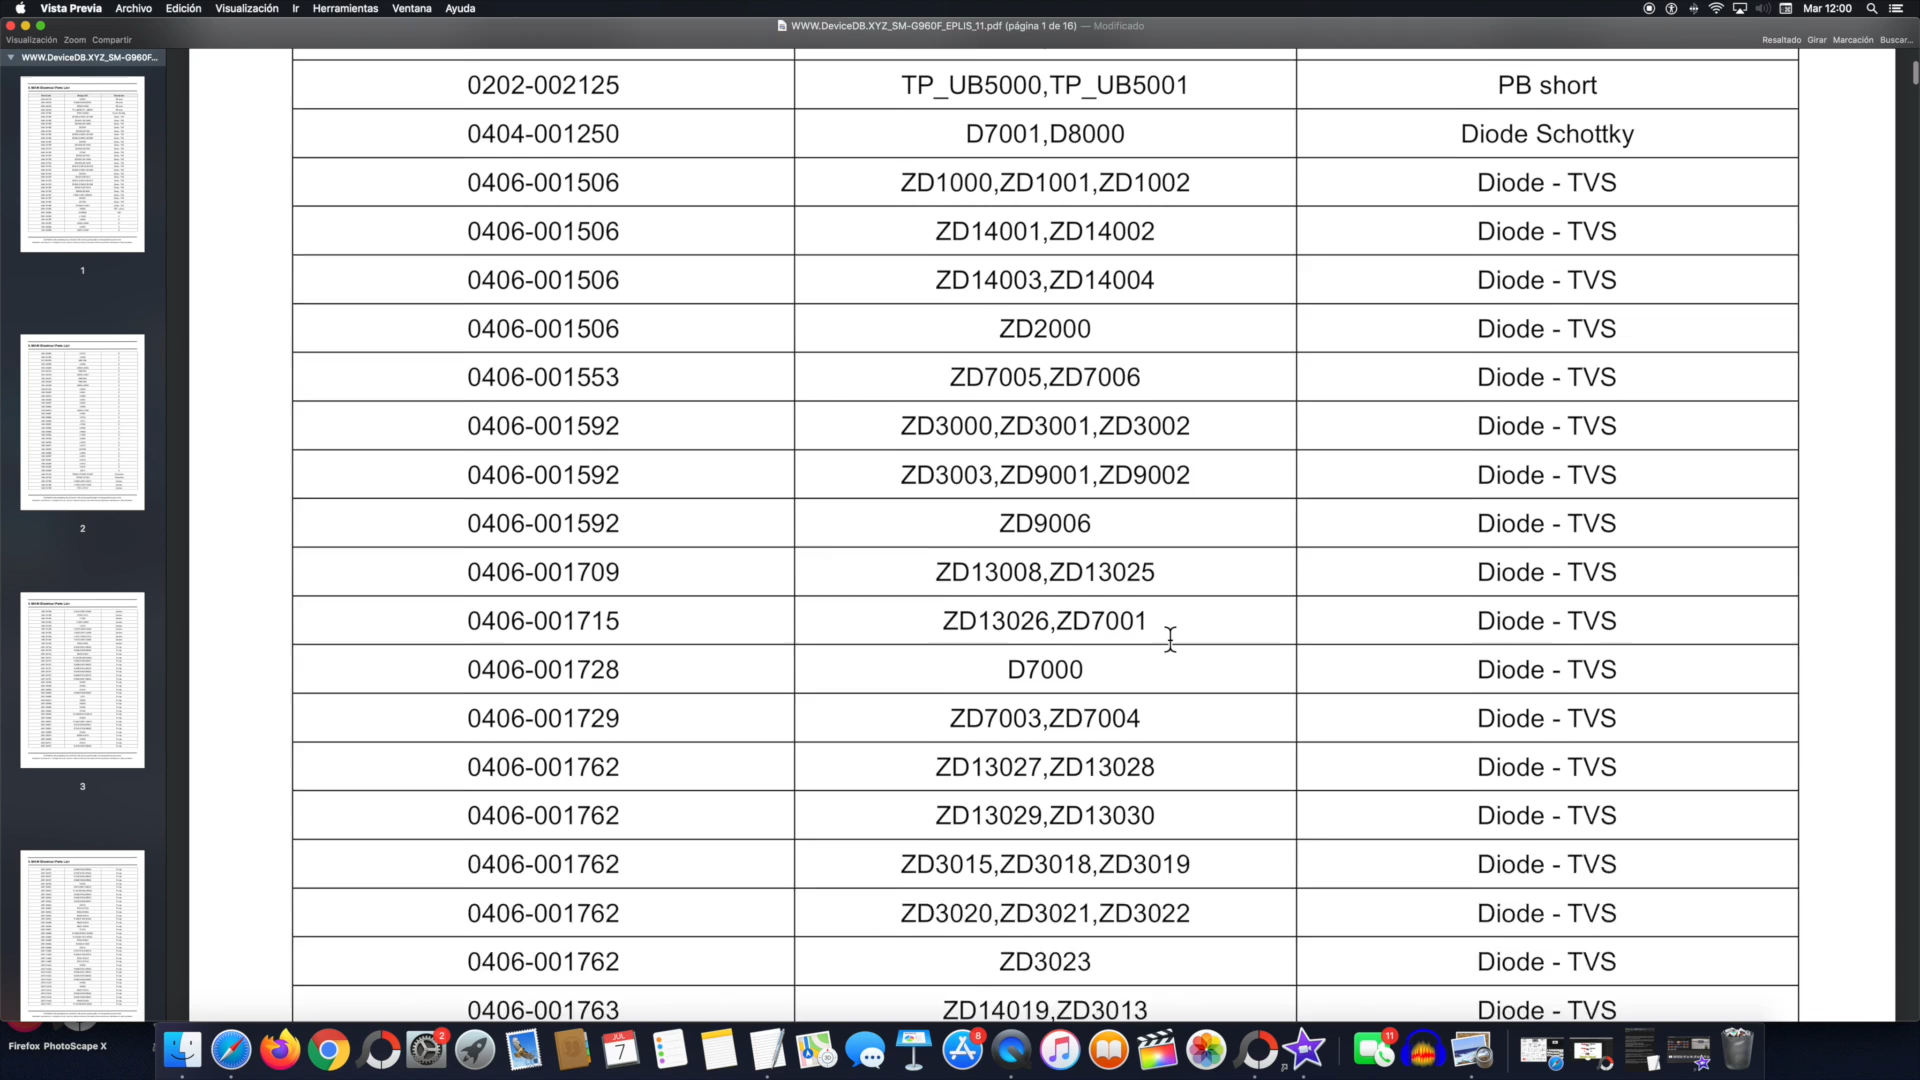 Vista Previa Archivo Edición Visualización Ir Herramientas Ventana Ayuda
Mar 12:00
WWW.DeviceDB.XYZ_SM-G960F_EPLIS_11.pdf (página 1 de 16) — Modificado
Visualización Zoom Compartir
Resaltado Girar Marcación Buscar...
WWW.DeviceDB.XYZ_SM-G960F...
1
2
3
0202-002125 TP_UB5000,TP_UB5001 PB short
0404-001250 D7001,D8000 Diode Schottky
0406-001506 ZD1000,ZD1001,ZD1002 Diode - TVS
0406-001506 ZD14001,ZD14002 Diode - TVS
0406-001506 ZD14003,ZD14004 Diode - TVS
0406-001506 ZD2000 Diode - TVS
0406-001553 ZD7005,ZD7006 Diode - TVS
0406-001592 ZD3000,ZD3001,ZD3002 Diode - TVS
0406-001592 ZD3003,ZD9001,ZD9002 Diode - TVS
0406-001592 ZD9006 Diode - TVS
0406-001709 ZD13008,ZD13025 Diode - TVS
0406-001715 ZD13026,ZD7001 Diode - TVS
0406-001728 D7000 Diode - TVS
0406-001729 ZD7003,ZD7004 Diode - TVS
0406-001762 ZD13027,ZD13028 Diode - TVS
0406-001762 ZD13029,ZD13030 Diode - TVS
0406-001762 ZD3015,ZD3018,ZD3019 Diode - TVS
0406-001762 ZD3020,ZD3021,ZD3022 Diode - TVS
0406-001762 ZD3023 Diode - TVS
0406-001763 ZD14019,ZD3013 Diode - TVS
Firefox PhotoScape X
2
JUL
7
8
11